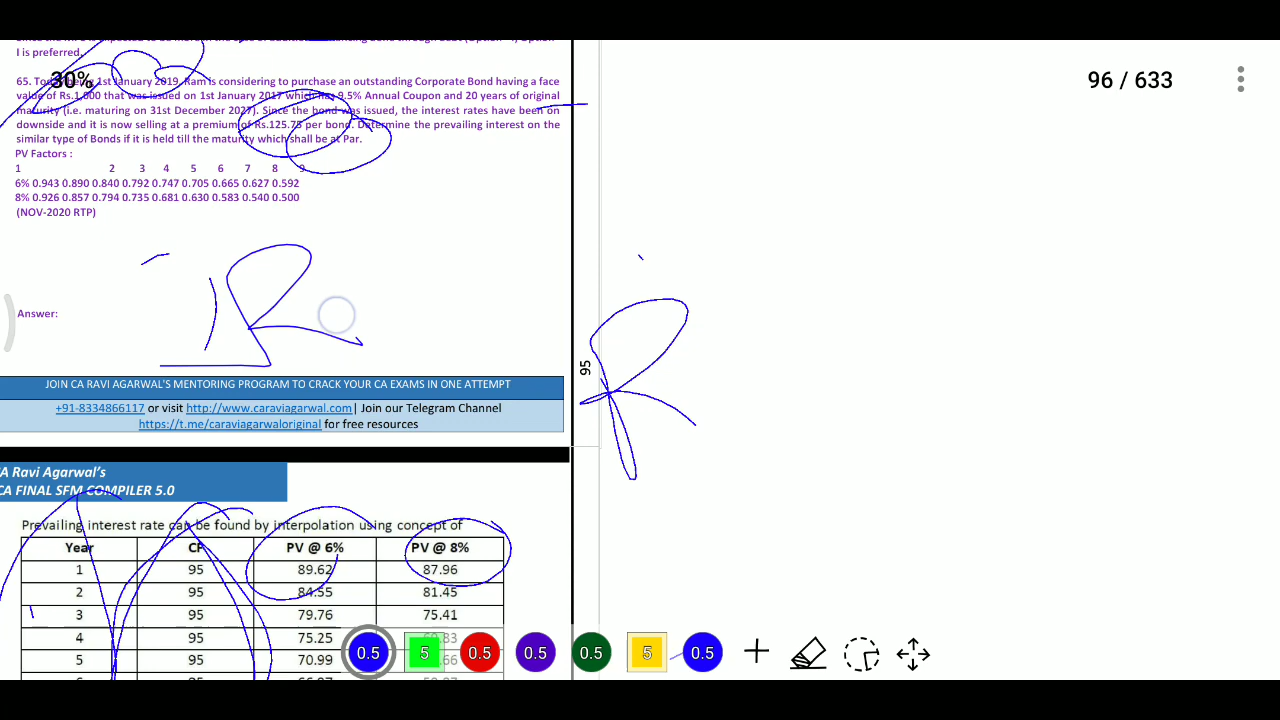 I is preferred.
30%
96 / 633
65. Today being 1st January 2019, Ram is considering to purchase an outstanding Corporate Bond having a face
value of Rs.1,000 that was issued on 1st January 2017 which has 9.5% Annual Coupon and 20 years of original
maturity (i.e. maturing on 31st December 2027). Since the bond was issued, the interest rates have been on
downside and it is now selling at a premium of Rs.125.75 per bond. Determine the prevailing interest on the
similar type of Bonds if it is held till the maturity which shall be at Par.
PV Factors :
1 2 3 4 5 6 7 8 9
6% 0.943 0.890 0.840 0.792 0.747 0.705 0.665 0.627 0.592
8% 0.926 0.857 0.794 0.735 0.681 0.630 0.583 0.540 0.500
(NOV-2020 RTP)
IR
R
Answer:
95
JOIN CA RAVI AGARWAL'S MENTORING PROGRAM TO CRACK YOUR CA EXAMS IN ONE ATTEMPT
+91-8334866117 or visit http://www.caraviagarwal.com| Join our Telegram Channel
https://t.me/caraviagarwaloriginal for free resources
CA Ravi Agarwal's
CA FINAL SFM COMPILER 5.0
Prevailing interest rate can be found by interpolation using concept of
Year CF PV @ 6% PV @ 8%
1 95 89.62 87.96
2 95 84.55 81.45
3 95 79.76 75.41
4 95 75.25
5 95 70.99
0.5 5 0.5 0.5 0.5 5 0.5